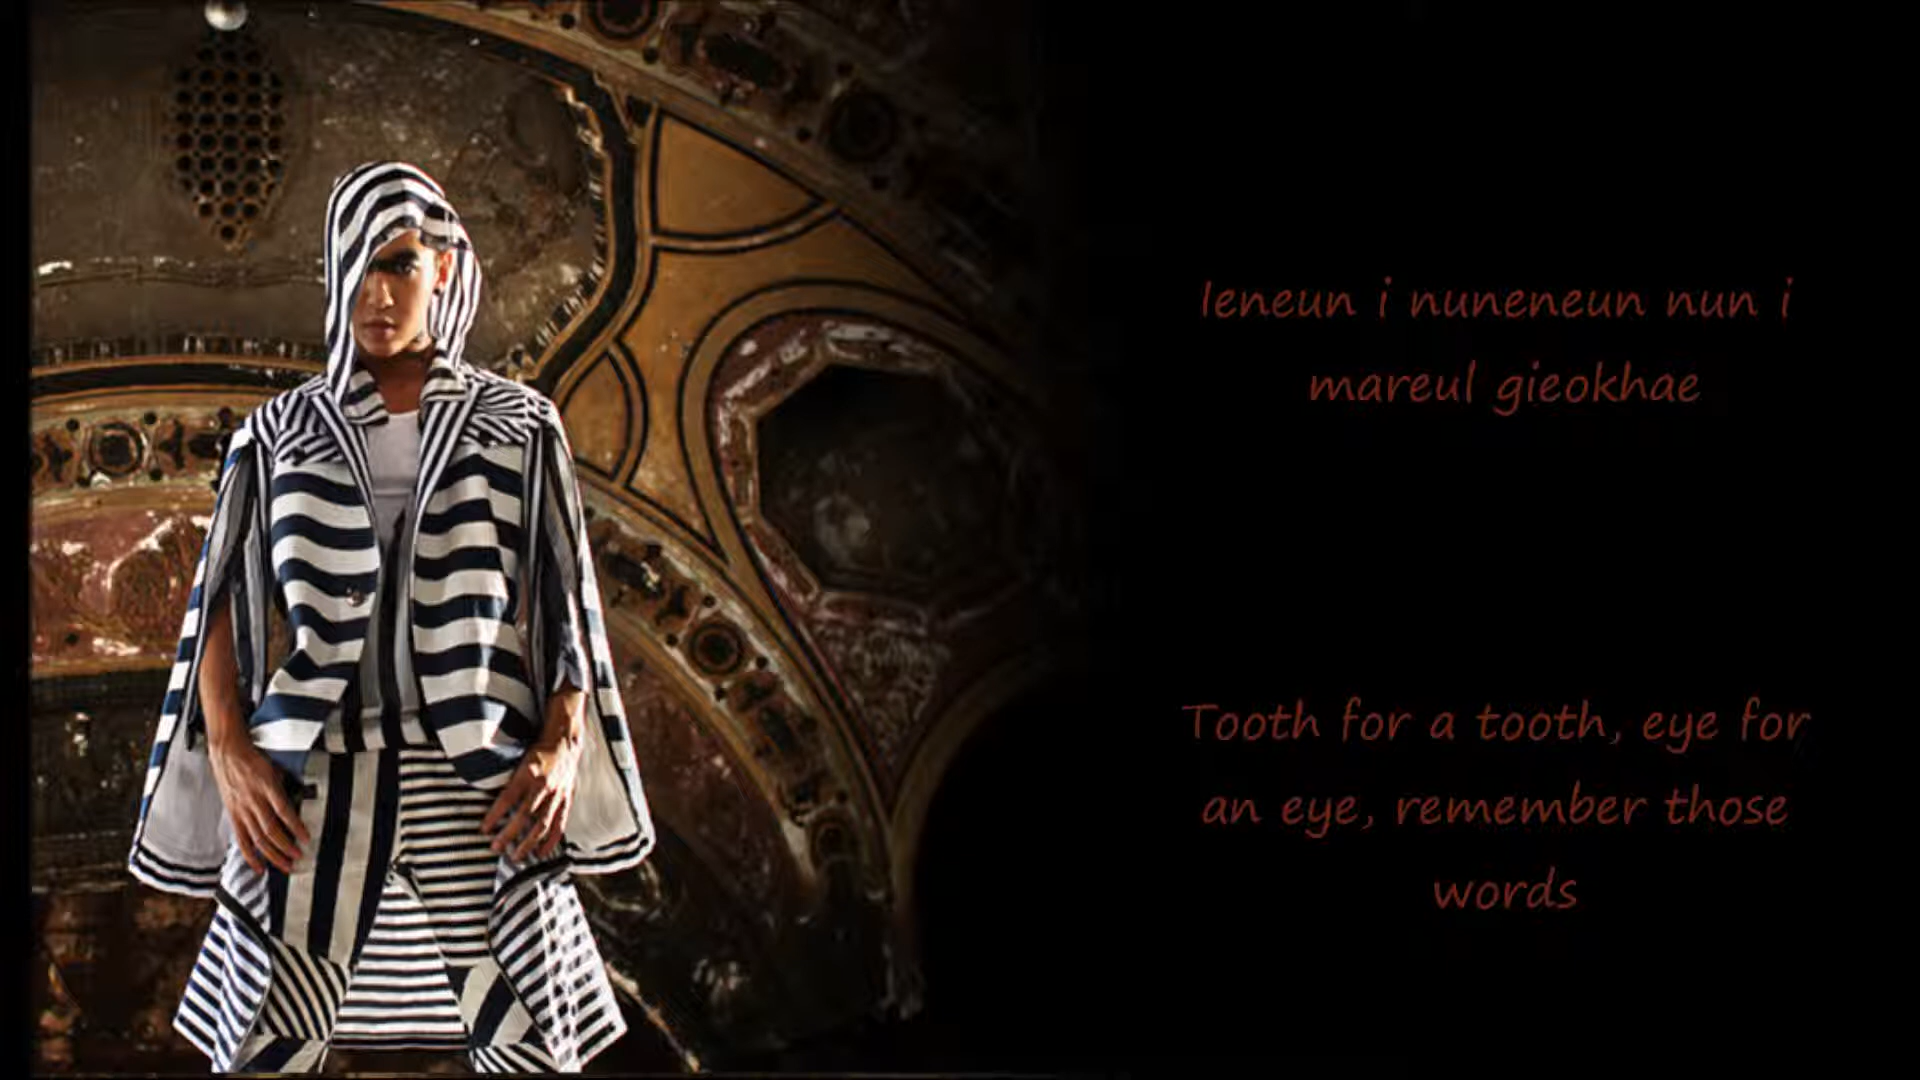 Ieneun i nuneneun nun i
mareul gieokhae
Tooth for a tooth, eye for
an eye, remember those
words